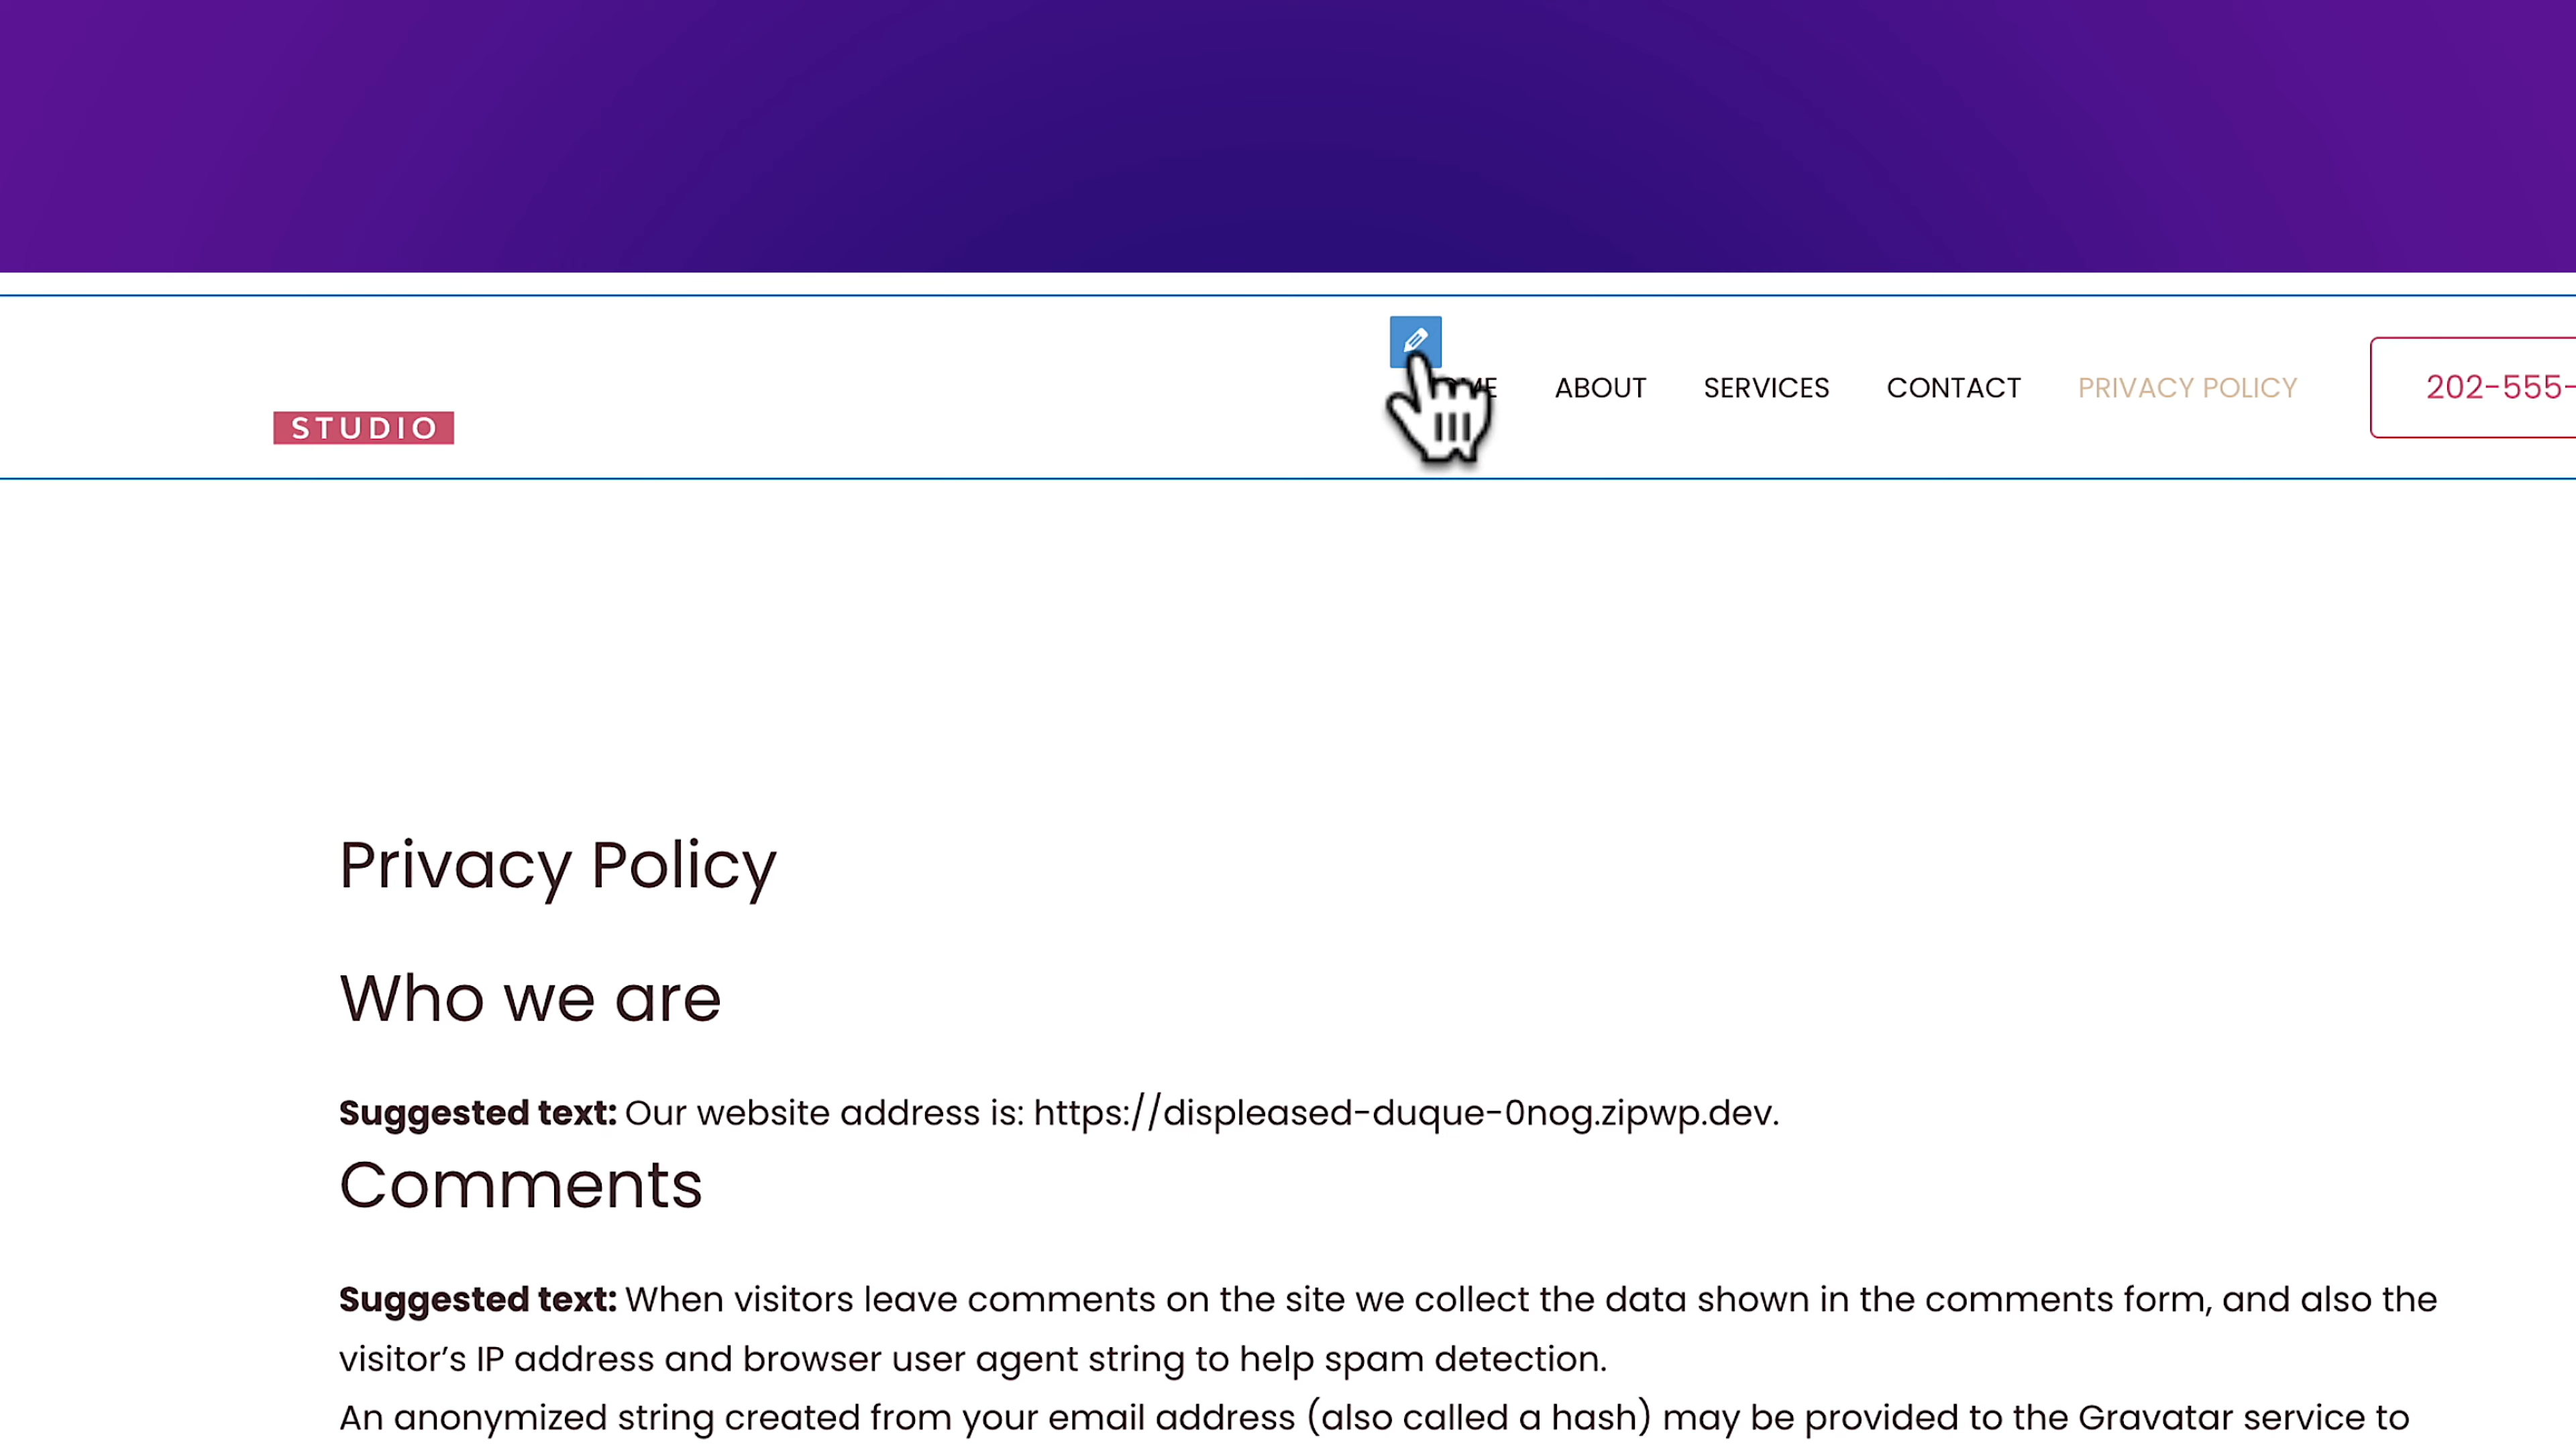 STUDIO
ABOUT SERVICES CONTACT PRIVACY POLICY 202-555-
Privacy Policy
Who we are
Suggested text: Our website address is: https://displeased-duque-0nog.zipwp.dev.
Comments
Suggested text: When visitors leave comments on the site we collect the data shown in the comments form, and also the
visitor’s IP address and browser user agent string to help spam detection.
An anonymized string created from your email address (also called a hash) may be provided to the Gravatar service to